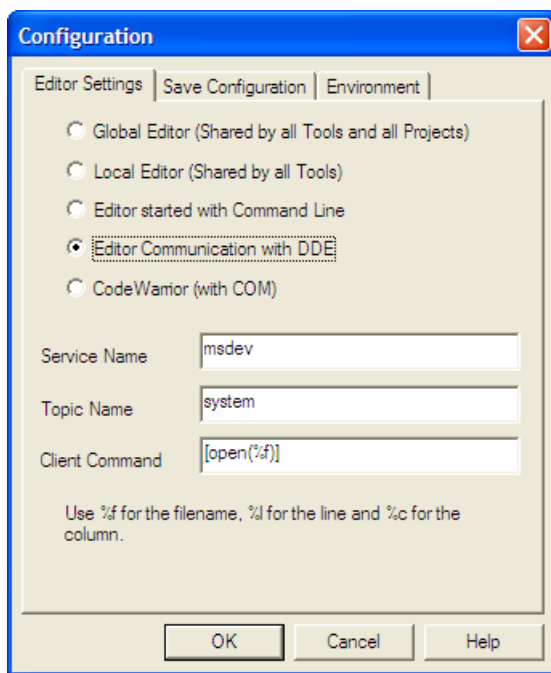 Configuration
Editor Settings Save Configuration Environment
Global Editor (Shared by all Tools and all Projects)
Local Editor (Shared by all Tools)
Editor started with Command Line
Editor Communication with DDE
CodeWarrior (with COM)
Service Name msdev
Topic Name system
Client Command [open(%f)]
Use %f for the filename, %l for the line and %c for the
column.
OK Cancel Help